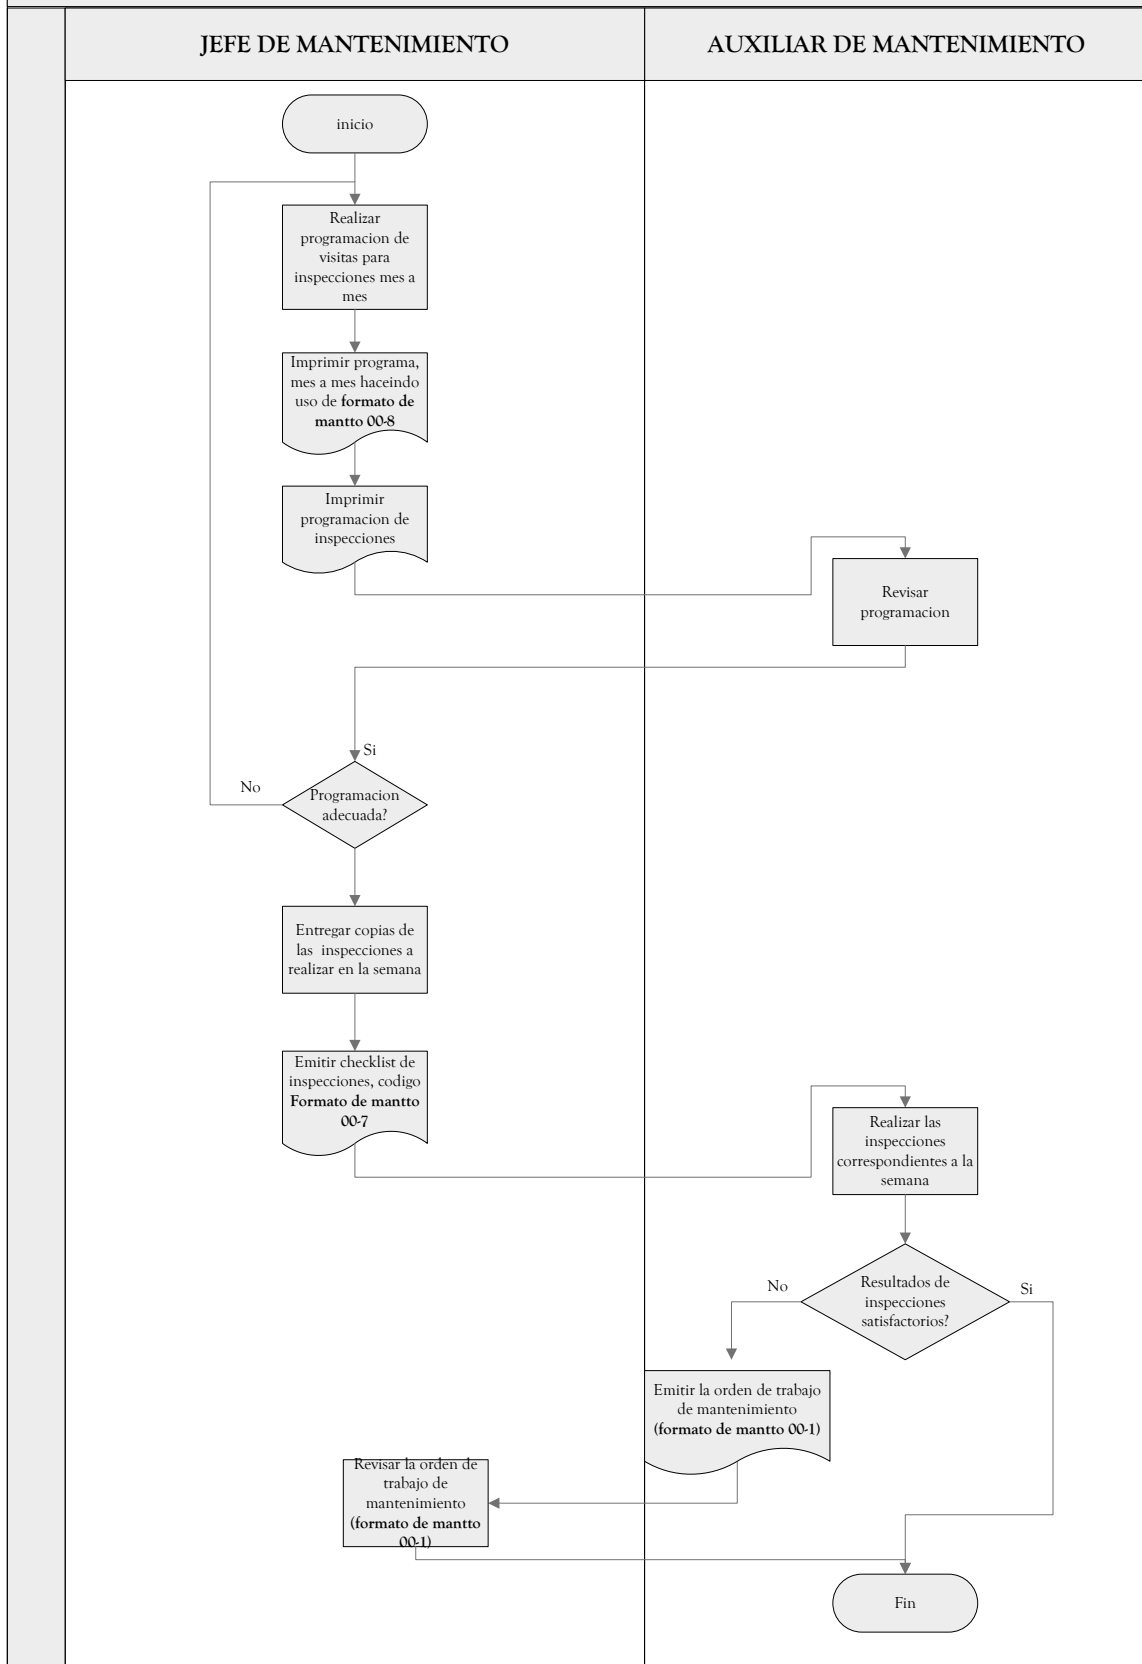 JEFE DE MANTENIMIENTO
AUXILIAR DE MANTENIMIENTO
inicio
Realizar
programacion de
visitas para
inspecciones mes a
mes
Imprimir programa,
mes a mes haceindo
uso de formato de
mantto 00-8
Imprimir
programacion de
inspecciones
Revisar
programacion
Si
No
Programacion
adecuada?
Entregar copias de
las inspecciones a
realizar en la semana
Emitir checklist de
inspecciones, codigo
Formato de mantto
00-7
Realizar las
inspecciones
correspondientes a la
semana
No
Resultados de
inspecciones
satisfactorios?
Si
Emitir la orden de trabajo
de mantenimiento
(formato de mantto 00-1)
Revisar la orden de
trabajo de
mantenimiento
(formato de mantto
00-1)
Fin